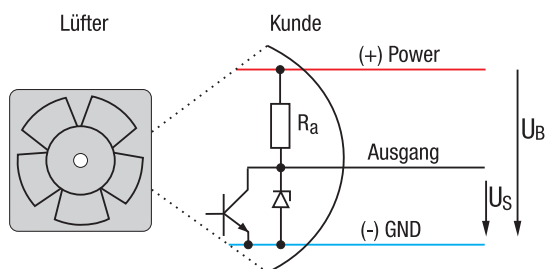 Lüfter
Kunde
(+) Power
Ra
UB
Ausgang
US
(-) GND